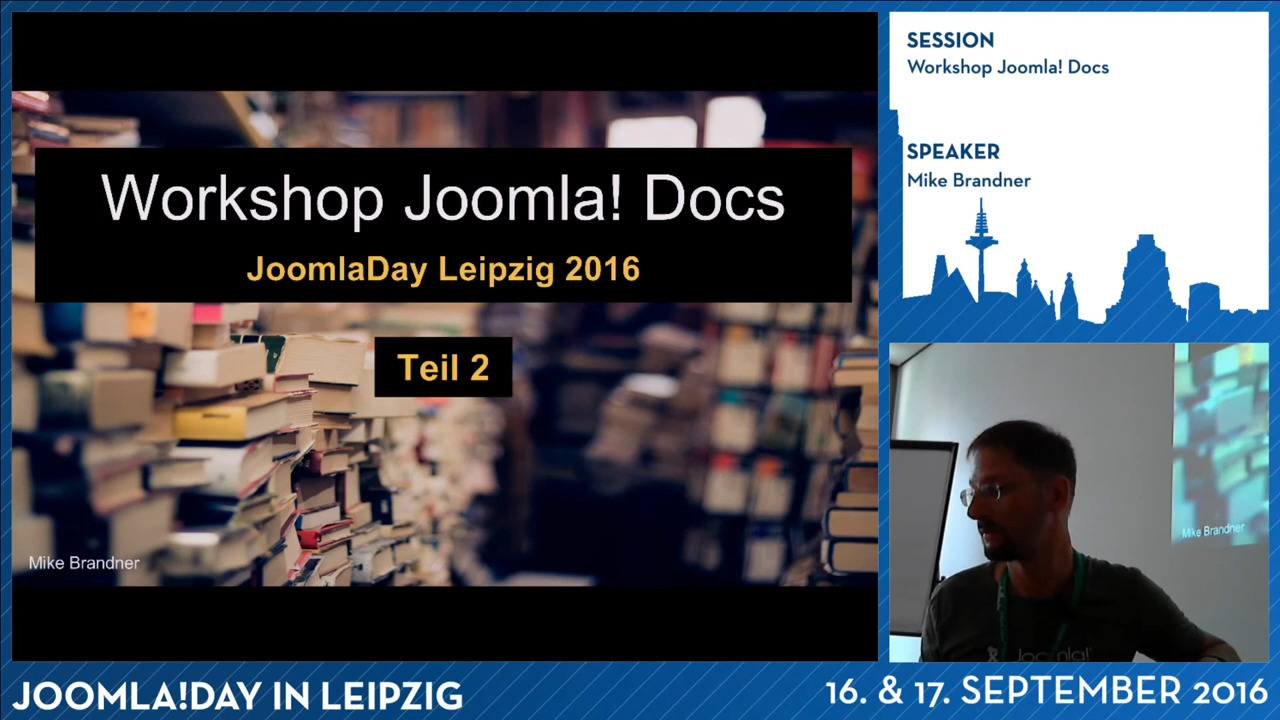 Workshop Joomla! Docs
JoomlaDay Leipzig 2016
Teil 2
Mike Brandner
SESSION
Workshop Joomla! Docs
SPEAKER
Mike Brandner
Mike Brandner
Joomla!
JOOMLA!DAY IN LEIPZIG
16. & 17. SEPTEMBER 2016